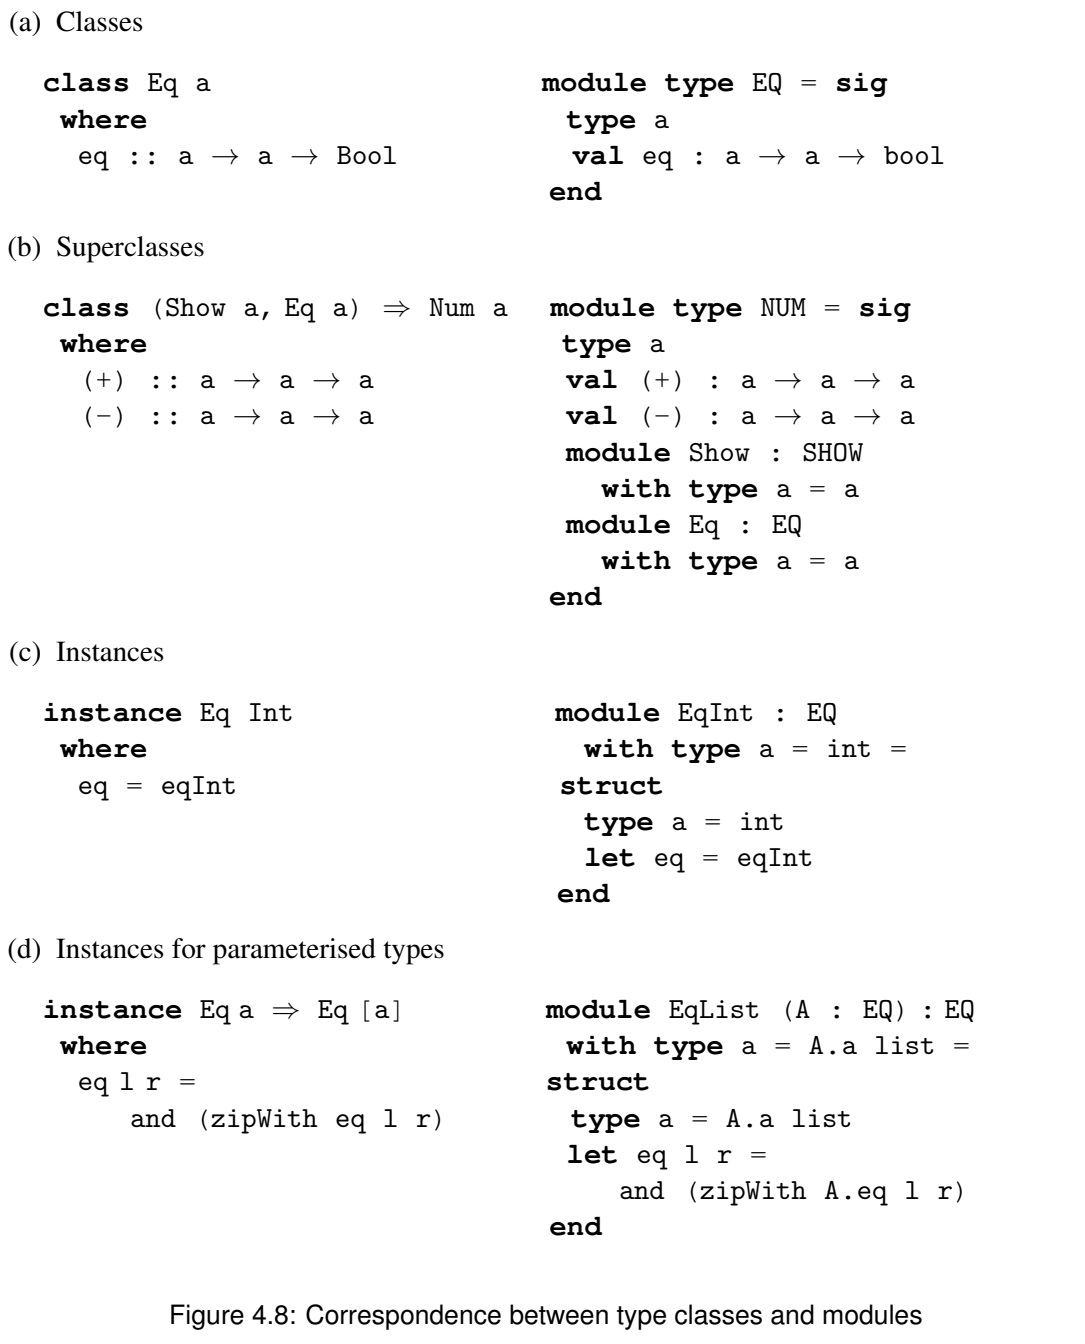 (a) Classes
class Eq a
where
eq :: a → a → Bool
module type EQ = sig
type a
val eq : a → a → bool
end
(b) Superclasses
class (Show a, Eq a) ⇒ Num a
where
(+) :: a → a → a
(−) :: a → a → a
module type NUM = sig
type a
val (+) : a → a → a
val (−) : a → a → a
module Show : SHOW
with type a = a
module Eq : EQ
with type a = a
end
(c) Instances
instance Eq Int
where
eq = eqInt
module EqInt : EQ
with type a = int =
struct
type a = int
let eq = eqInt
end
(d) Instances for parameterised types
instance Eq a ⇒ Eq [a]
where
eq l r =
and (zipWith eq l r)
module EqList (A : EQ) : EQ
with type a = A.a list =
struct
type a = A.a list
let eq l r =
and (zipWith A.eq l r)
end
Figure 4.8: Correspondence between type classes and modules